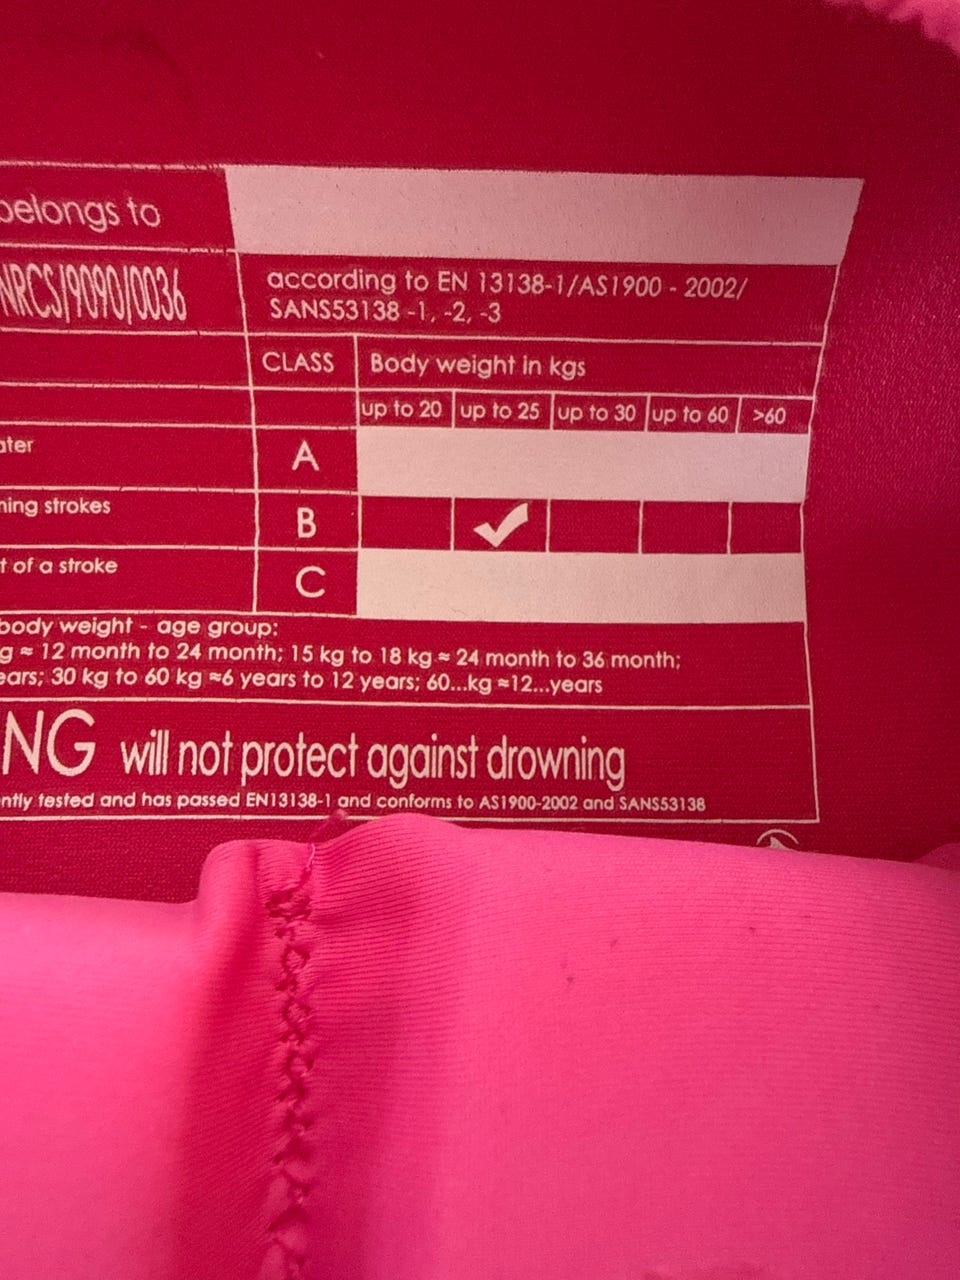 belongs to
NRCS/9090/0036
according to EN 13138-1/AS1900 - 2002/
SANS53138 -1, -2, -3
CLASS Body weight in kgs
up to 20 up to 25 up to 30 up to 60 >60
ater A
ning strokes B ✓
t of a stroke C
body weight - age group:
g ≈ 12 month to 24 month; 15 kg to 18 kg ≈ 24 month to 36 month;
ears; 30 kg to 60 kg ≈6 years to 12 years; 60...kg ≈12...years
NG will not protect against drowning
ntly tested and has passed EN13138-1 and conforms to AS1900-2002 and SANS53138